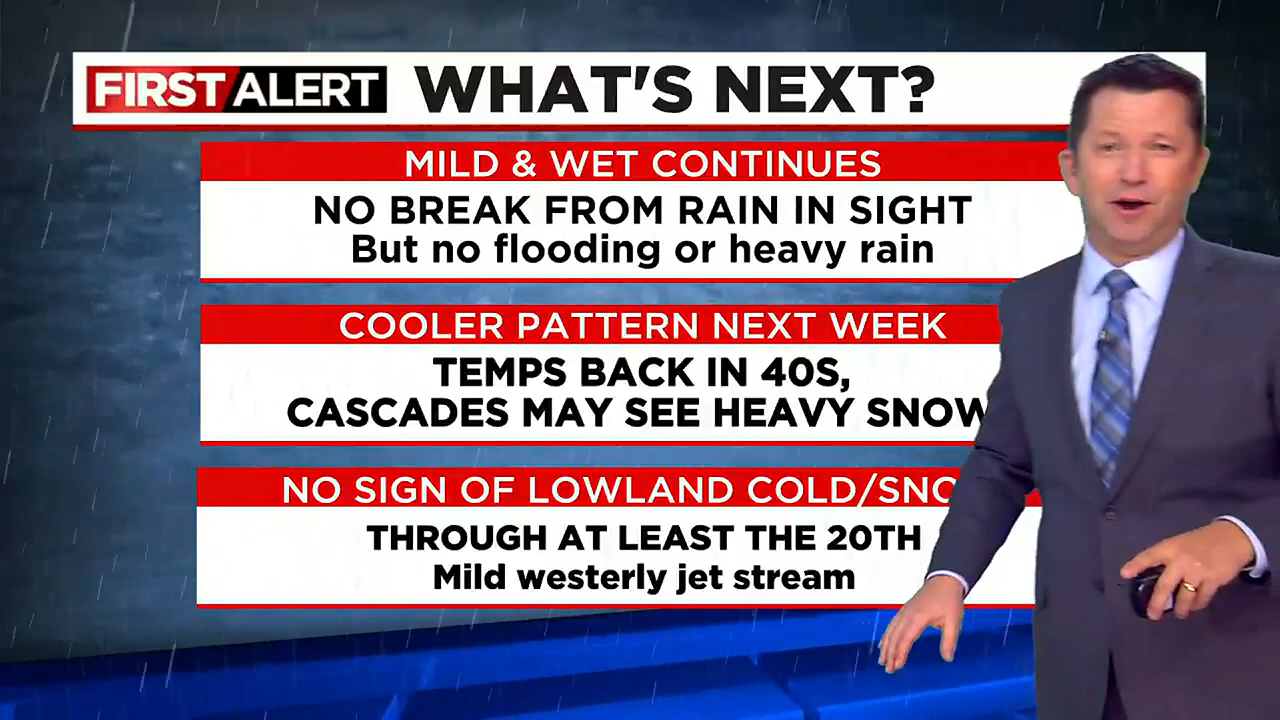 FIRST ALERT WHAT'S NEXT?
MILD & WET CONTINUES
NO BREAK FROM RAIN IN SIGHT
But no flooding or heavy rain
COOLER PATTERN NEXT WEEK
TEMPS BACK IN 40S,
CASCADES MAY SEE HEAVY SNOW
NO SIGN OF LOWLAND
THROUGH AT LEAST THE 20TH
Mild westerly jet stream